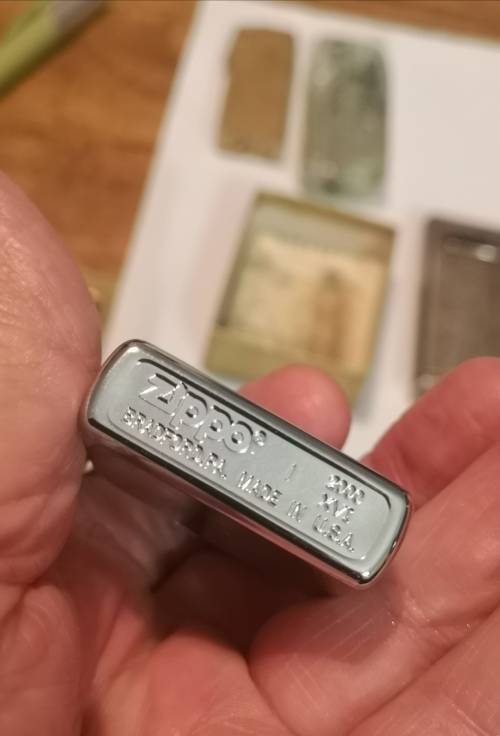 Zippo®
I 2000
XVI
BRADFORD, PA. MADE IN U.S.A.